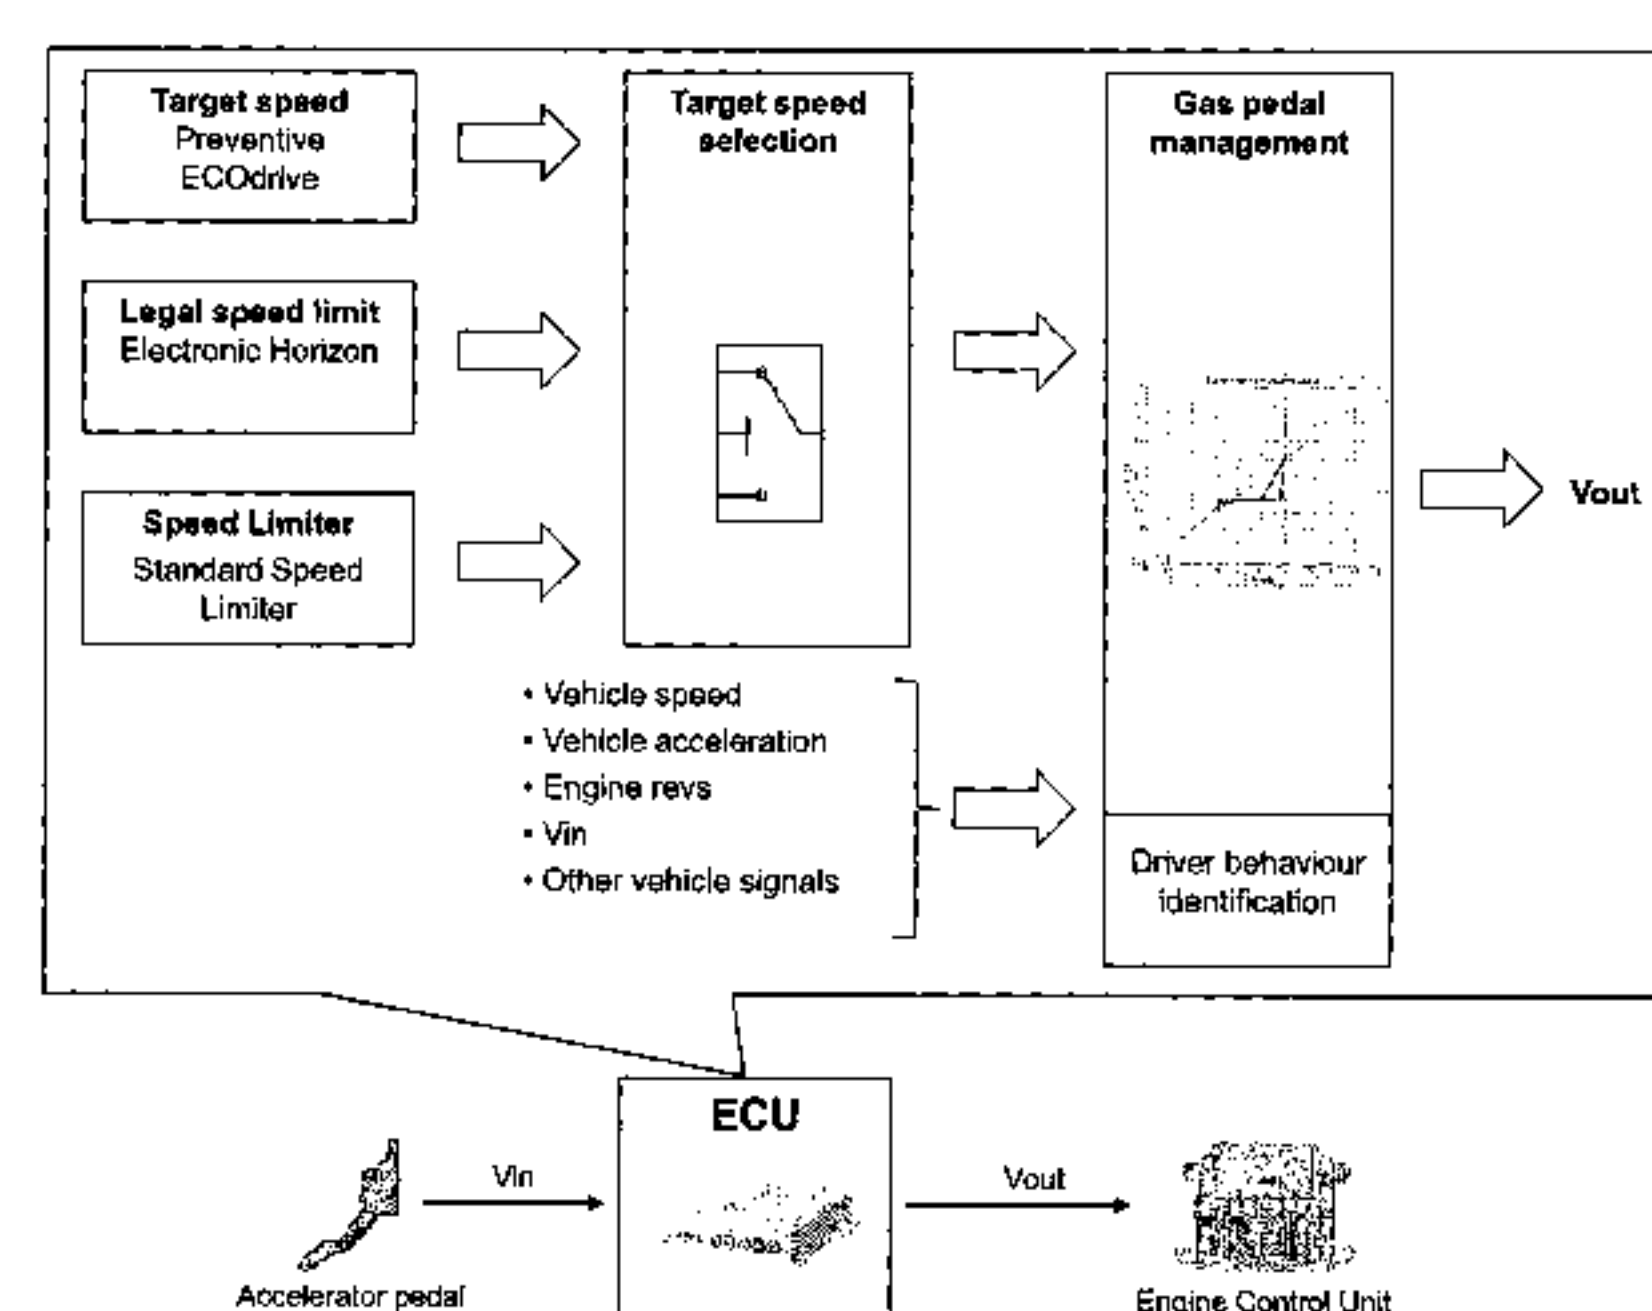 Target speed
Preventive
ECOdrive
Legal speed limit
Electronic Horizon
Speed Limiter
Standard Speed
Limiter
Target speed
selection
Gas pedal
management
Vout
• Vehicle speed
• Vehicle acceleration
• Engine revs
• Vin
• Other vehicle signals
Driver behaviour
identification
ECU
Vin
Vout
Accelerator pedal
Engine Control Unit